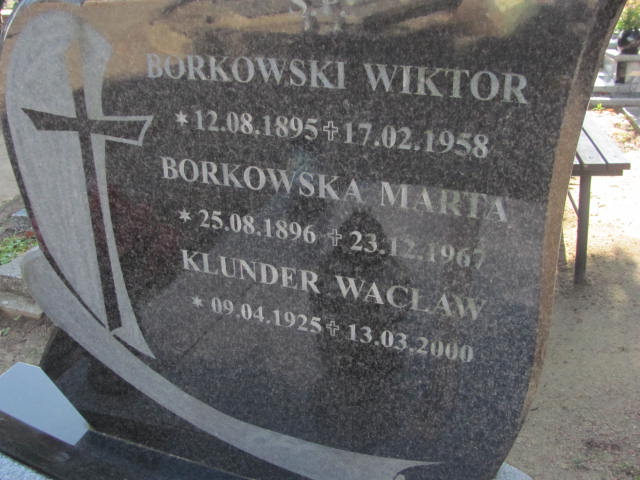 Ś.P.
BORKOWSKI WIKTOR
*12.08.1895 ✝ 17.02.1958
BORKOWSKA MARTA
* 25.08.1896 ✝ 23.12.1967
KLUNDER WACŁAW
* 09.04.1925 ✝ 13.03.2000